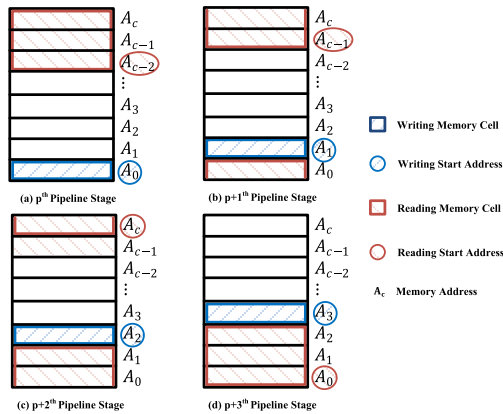 A_c
A_{c-1}
A_{c-2}
⋮
A_3
A_2
A_1
A_0
(a) p^th Pipeline Stage
A_c
A_{c-1}
A_{c-2}
⋮
A_3
A_2
A_1
A_0
(b) p+1^th Pipeline Stage
A_c
A_{c-1}
A_{c-2}
⋮
A_3
A_2
A_1
A_0
(c) p+2^th Pipeline Stage
A_c
A_{c-1}
A_{c-2}
⋮
A_3
A_2
A_1
A_0
(d) p+3^th Pipeline Stage
Writing Memory Cell
Writing Start Address
Reading Memory Cell
Reading Start Address
A_c Memory Address